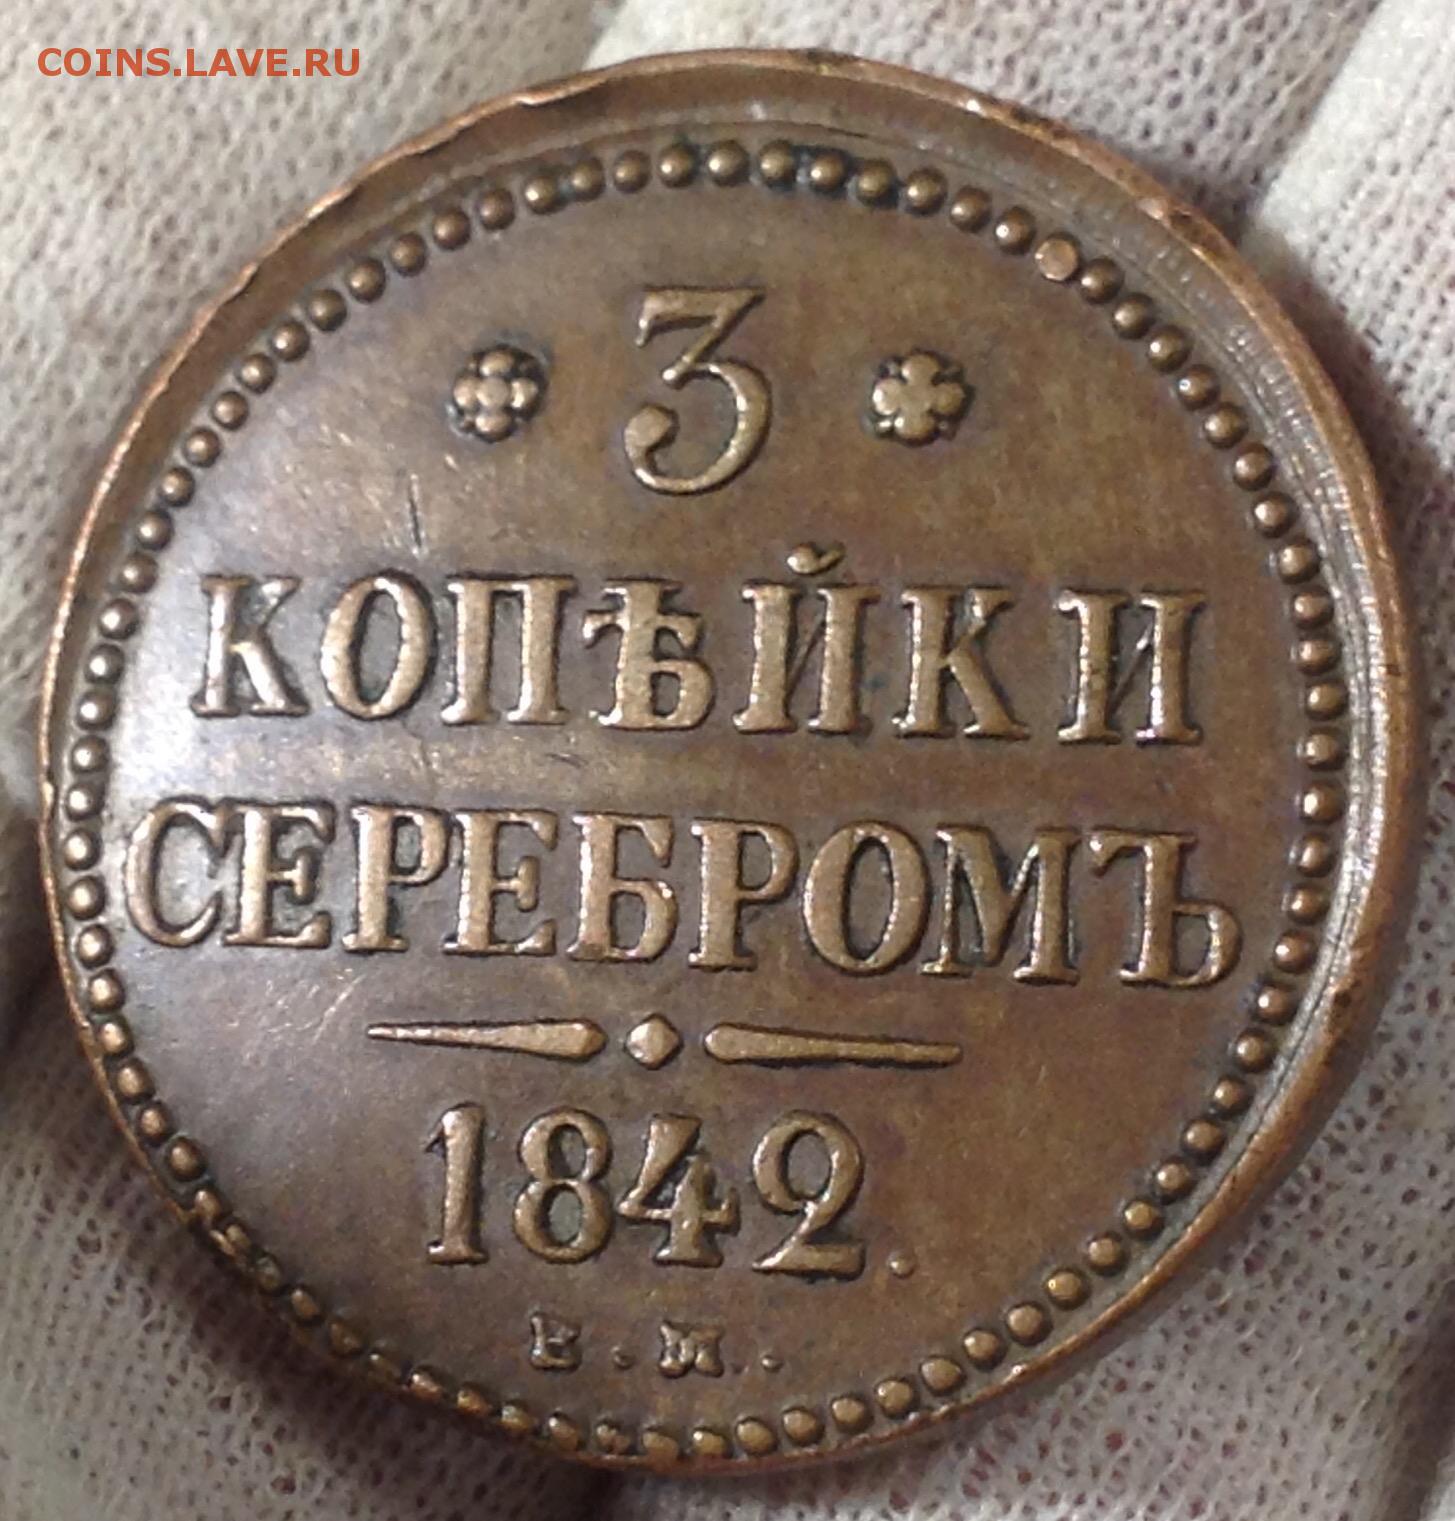 COINS.LAVE.RU
3
КОПѢЙКИ
СЕРЕБРОМЪ
1842.
Е.М.